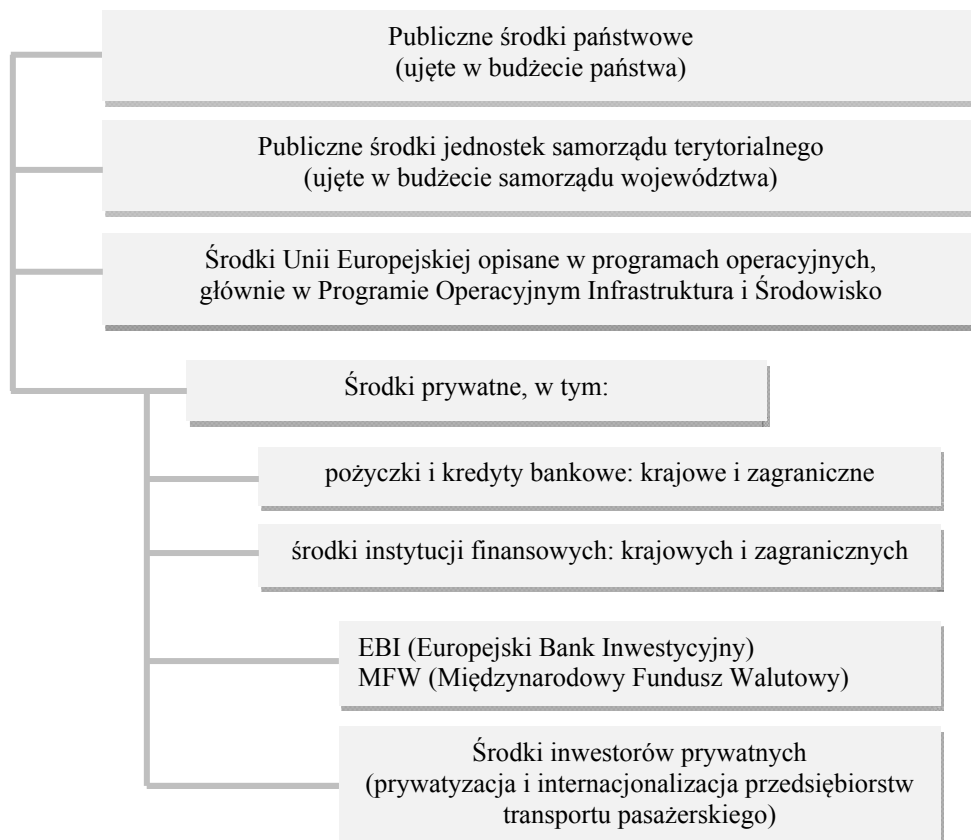 Publiczne środki państwowe
(ujęte w budżecie państwa)
Publiczne środki jednostek samorządu terytorialnego
(ujęte w budżecie samorządu województwa)
Środki Unii Europejskiej opisane w programach operacyjnych,
głównie w Programie Operacyjnym Infrastruktura i Środowisko
Środki prywatne, w tym:
pożyczki i kredyty bankowe: krajowe i zagraniczne
środki instytucji finansowych: krajowych i zagranicznych
EBI (Europejski Bank Inwestycyjny)
MFW (Międzynarodowy Fundusz Walutowy)
Środki inwestorów prywatnych
(prywatyzacja i internacjonalizacja przedsiębiorstw
transportu pasażerskiego)